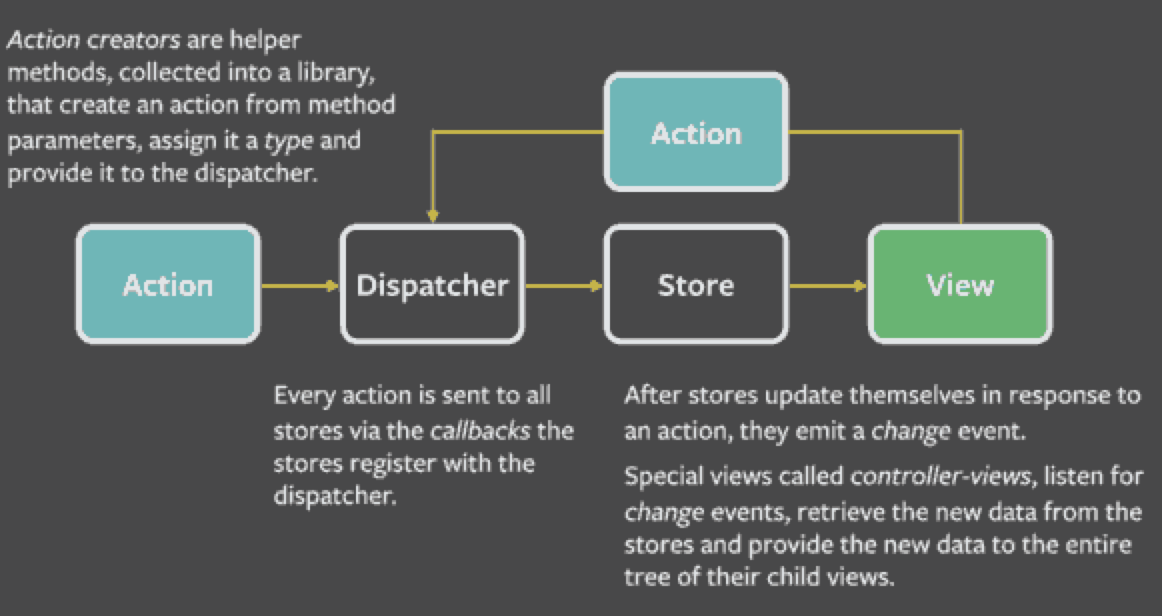 Action creators are helper
methods, collected into a library,
that create an action from method
parameters, assign it a type and
provide it to the dispatcher.
Action
Action
Dispatcher
Store
View
Every action is sent to all
stores via the callbacks the
stores register with the
dispatcher.
After stores update themselves in response to
an action, they emit a change event.
Special views called controller-views, listen for
change events, retrieve the new data from the
stores and provide the new data to the entire
tree of their child views.